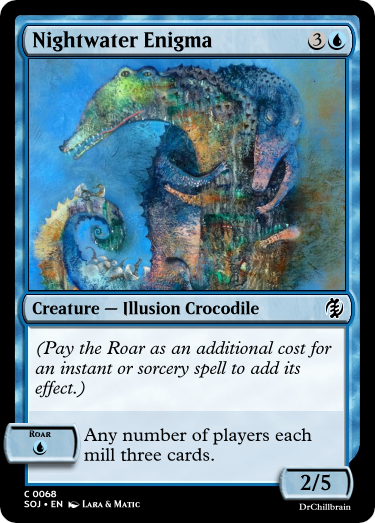 Nightwater Enigma 3
Creature — Illusion Crocodile
(Pay the Roar as an additional cost for
an instant or sorcery spell to add its
effect.)
Roar
Any number of players each
mill three cards.
2/5
C 0068
SOJ • EN Lara & Matic
DrChillbrain